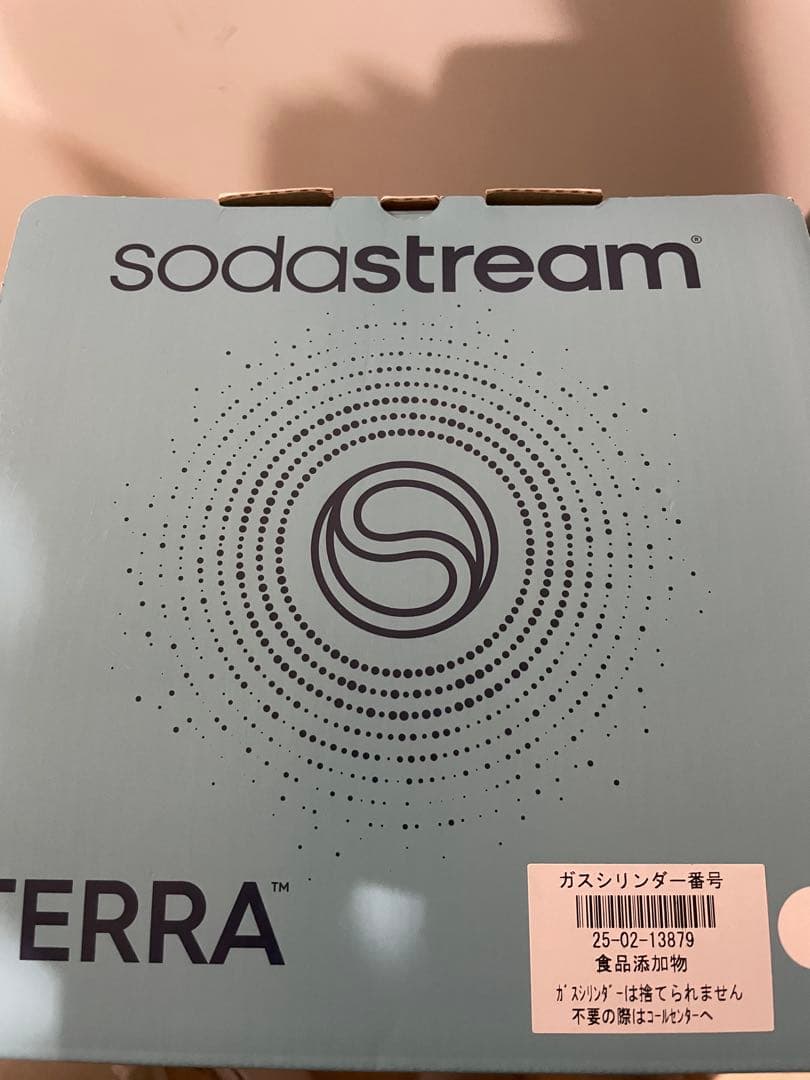 sodastream®
TERRA™
ガスシリンダー番号
25-02-13879
食品添加物
ガスシリンダーは捨てられません
不要の際はコールセンターへ